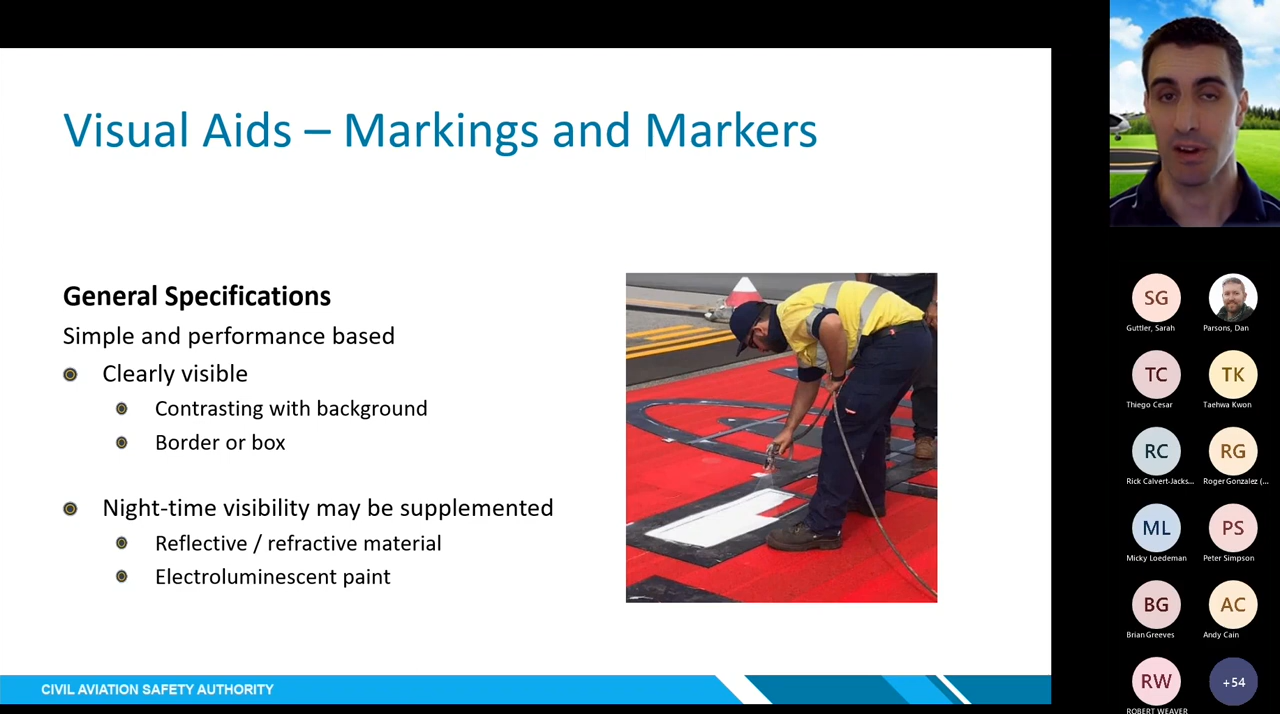 Visual Aids – Markings and Markers
General Specifications
Simple and performance based
Clearly visible
Contrasting with background
Border or box
Night-time visibility may be supplemented
Reflective / refractive material
Electroluminescent paint
CIVIL AVIATION SAFETY AUTHORITY
SG
Guttler, Sarah
Parsons, Dan
TC
Thiego Cesar
TK
Taehwa Kwon
RC
Rick Calvert-Jacks...
RG
Roger Gonzalez (...
ML
Micky Loedeman
PS
Peter Simpson
BG
Brian Greeves
AC
Andy Cain
RW
ROBERT WEAVER
+54